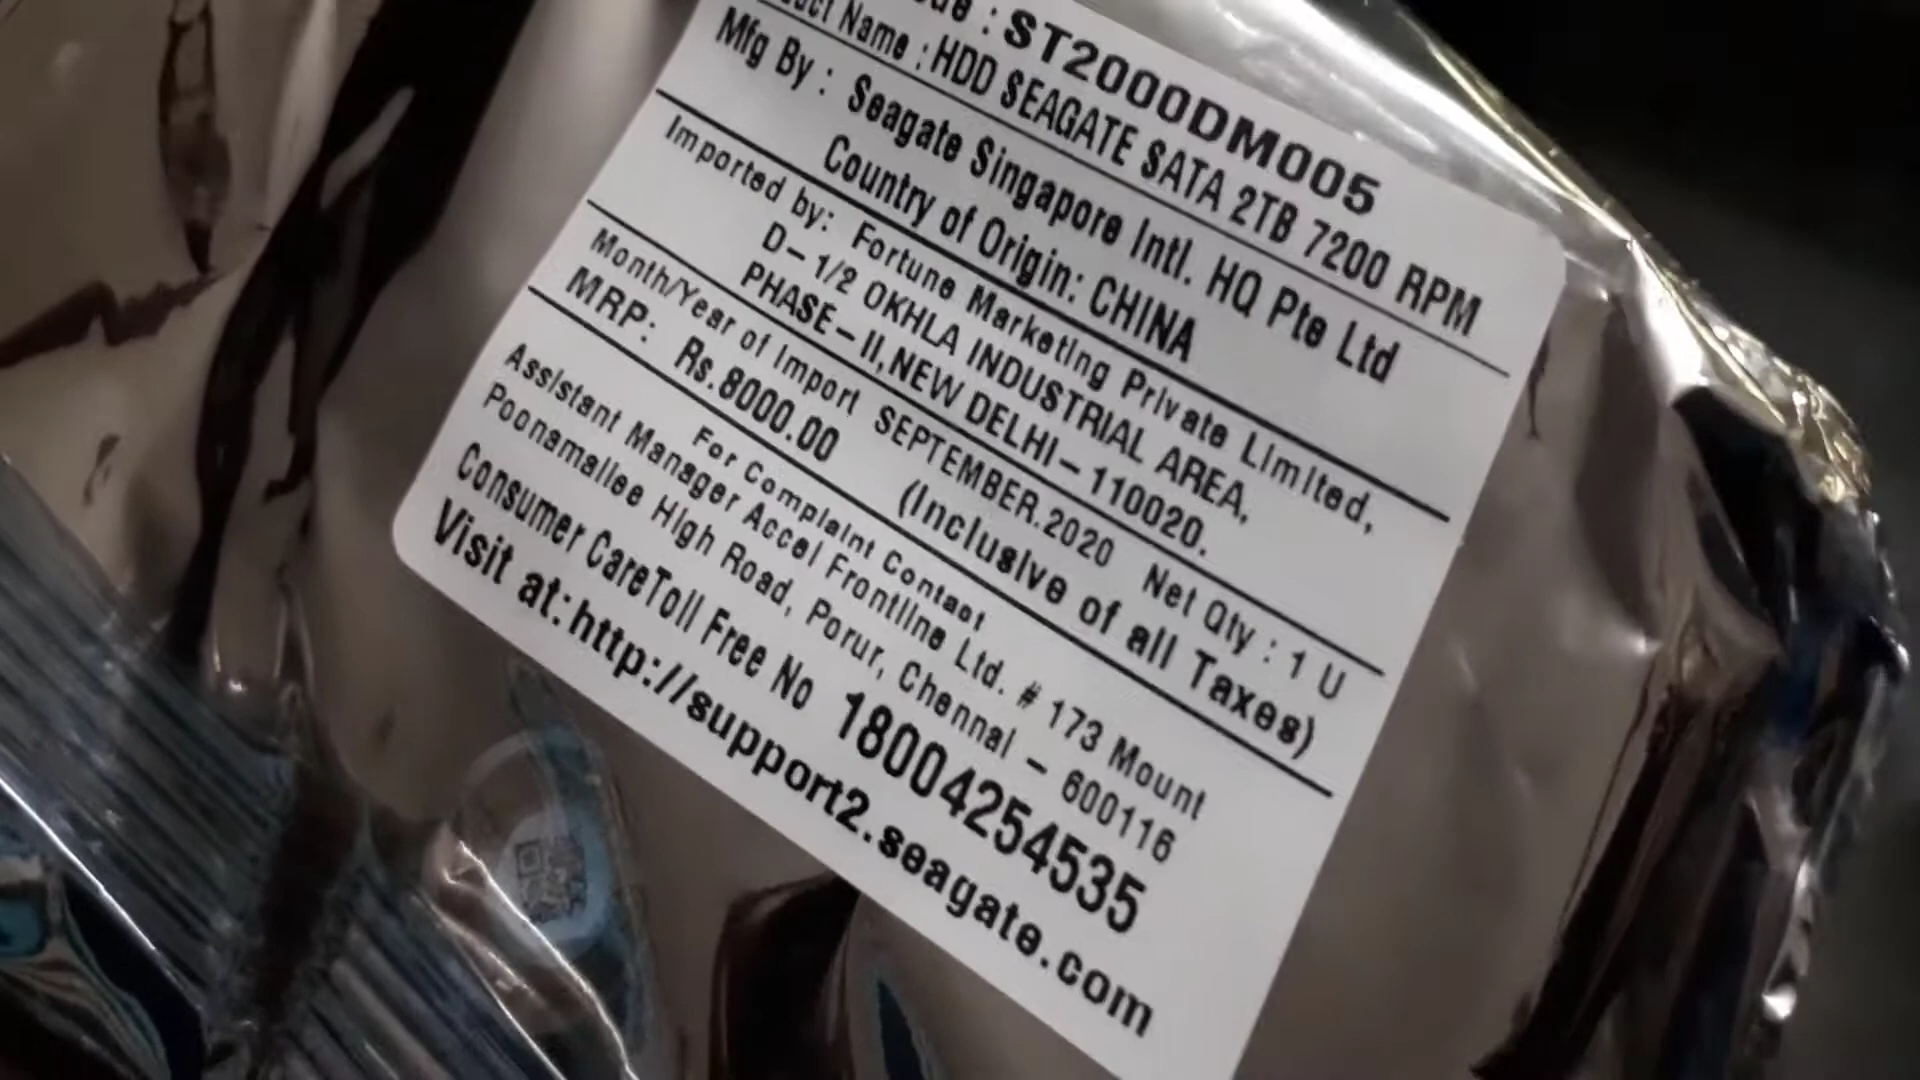 : ST2000DM005
Name : HDD SEAGATE SATA 2TB 7200 RPM
Mfg By : Seagate Singapore Intl. HQ Pte Ltd
Country of Origin: CHINA
Imported by: Fortune Marketing Private Limited,
D-1/2 OKHLA INDUSTRIAL AREA,
PHASE-II,NEW DELHI-110020.
Month/Year of Import SEPTEMBER.2020 Net Qty : 1 U
MRP: Rs.8000.00 (Inclusive of all Taxes)
For Complaint Contact
Assistant Manager Accel Frontline Ltd. # 173 Mount
Poonamallee High Road, Porur, Chennai - 600116
Consumer CareToll Free No 18004254535
Visit at:http://support2.seagate.com